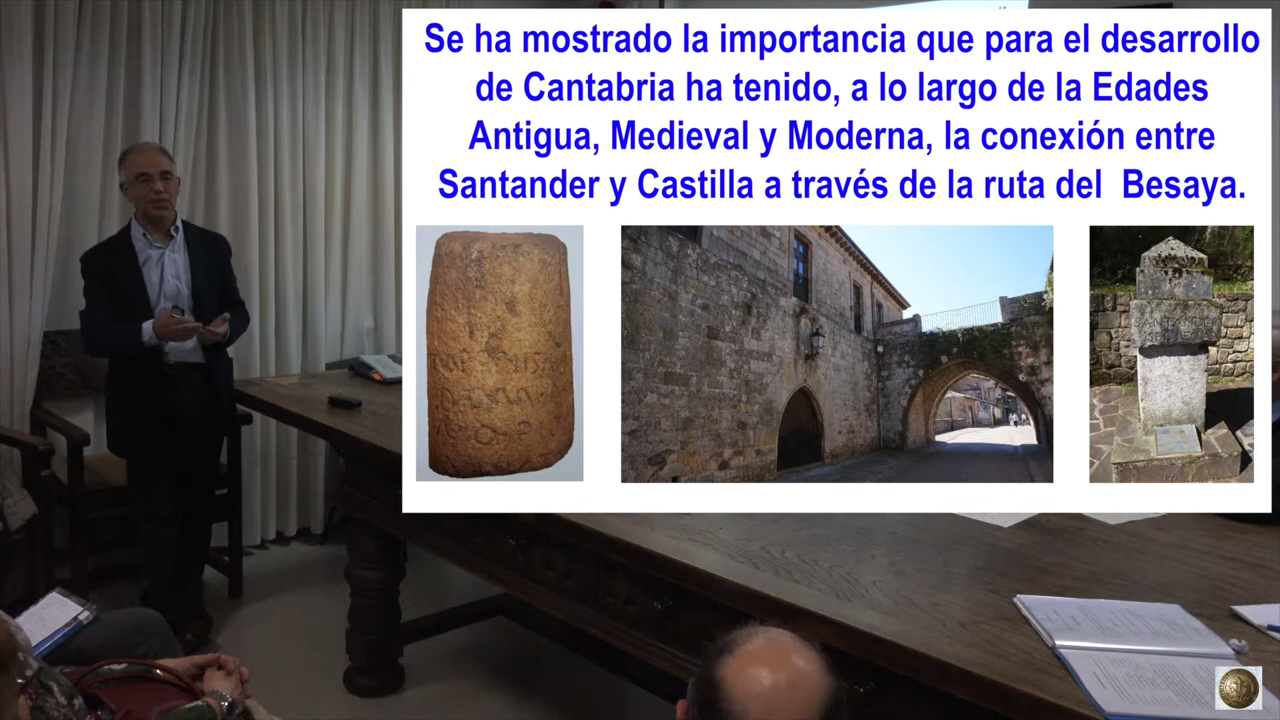 Se ha mostrado la importancia que para el desarrollo
de Cantabria ha tenido, a lo largo de la Edades
Antigua, Medieval y Moderna, la conexión entre
Santander y Castilla a través de la ruta del Besaya.
SANTANDER